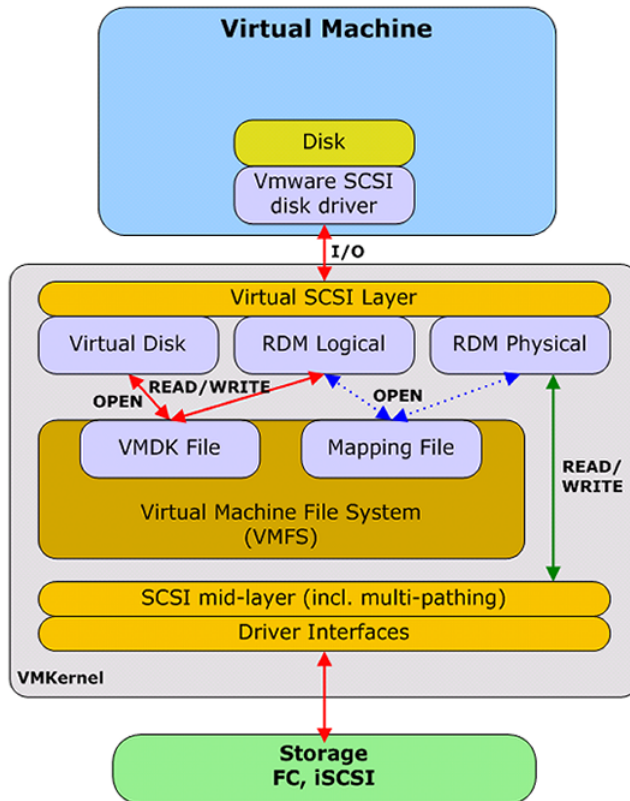 Virtual Machine
Disk
Vmware SCSI
disk driver
I/O
Virtual SCSI Layer
Virtual Disk
RDM Logical
RDM Physical
READ/WRITE
OPEN
OPEN
VMDK File
Mapping File
READ/
WRITE
Virtual Machine File System
(VMFS)
SCSI mid-layer (incl. multi-pathing)
Driver Interfaces
VMKernel
Storage
FC, iSCSI